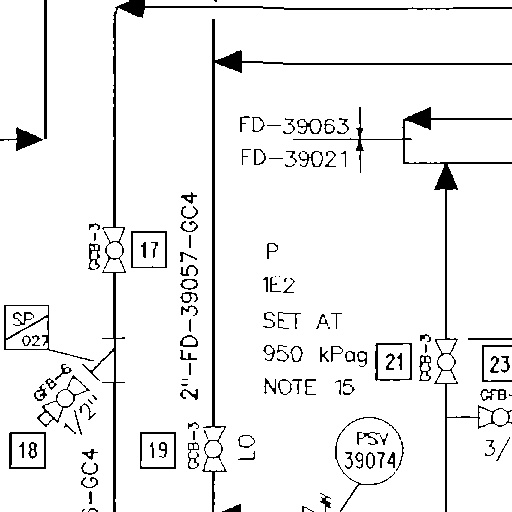 FD-39063
FD-39021
GCB-3
17
2"-FD-39057-GC4
P
1E2
SET AT
950 kPag
NOTE 15
SP
027
21
GCB-3
23
GFB-6
1/2"
GFB-
3/
18
19
GCB-3
LO
PSV
39074
-GC4